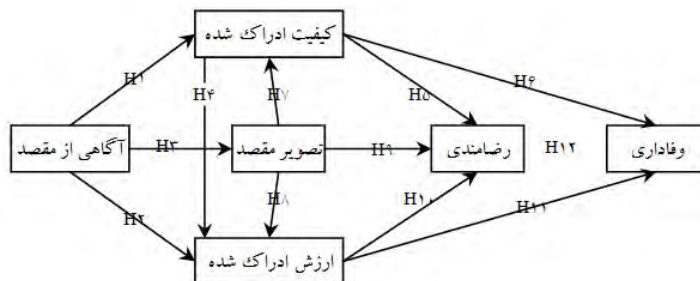 کیفیت ادراک شده
H۱
H۴
H۷
H۵
H۶
آگاهی از مقصد
H۳
تصویر مقصد
H۹
رضامندی
H۱۲
وفاداری
H۲
H۸
H۱۰
H۱۱
ارزش ادراک شده